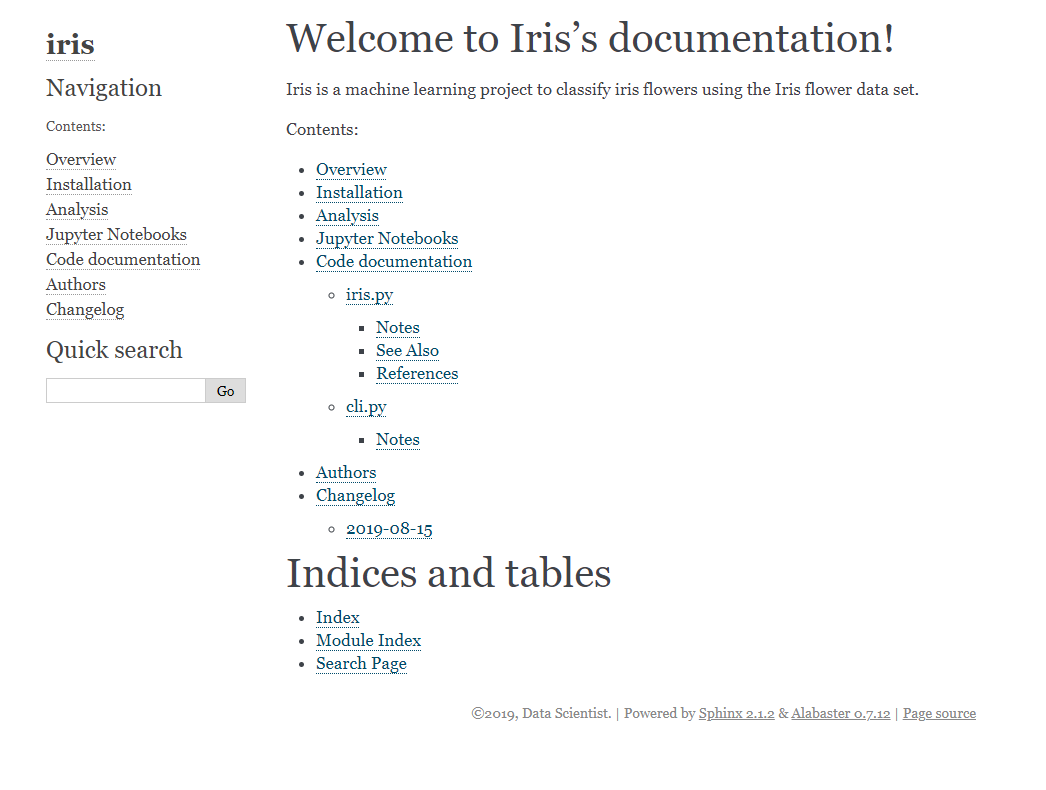 iris
Navigation
Contents:
Overview
Installation
Analysis
Jupyter Notebooks
Code documentation
Authors
Changelog
Quick search
Go
Welcome to Iris’s documentation!
Iris is a machine learning project to classify iris flowers using the Iris flower data set.
Contents:
Overview
Installation
Analysis
Jupyter Notebooks
Code documentation
iris.py
Notes
See Also
References
cli.py
Notes
Authors
Changelog
2019-08-15
Indices and tables
Index
Module Index
Search Page
©2019, Data Scientist. | Powered by Sphinx 2.1.2 & Alabaster 0.7.12 | Page source